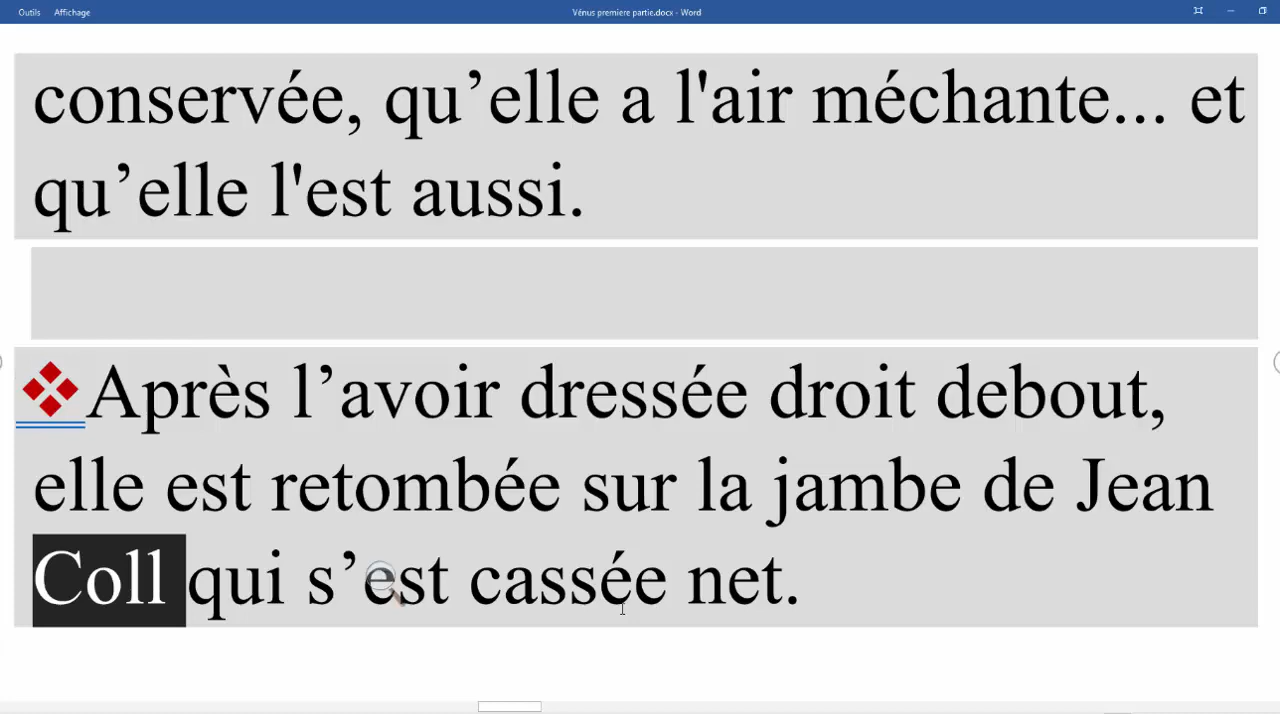 Outils Affichage Vénus premiere partie.docx - Word
conservée, qu’elle a l'air méchante... et
qu’elle l'est aussi.
❖Après l’avoir dressée droit debout,
elle est retombée sur la jambe de Jean
Coll qui s’est cassée net.